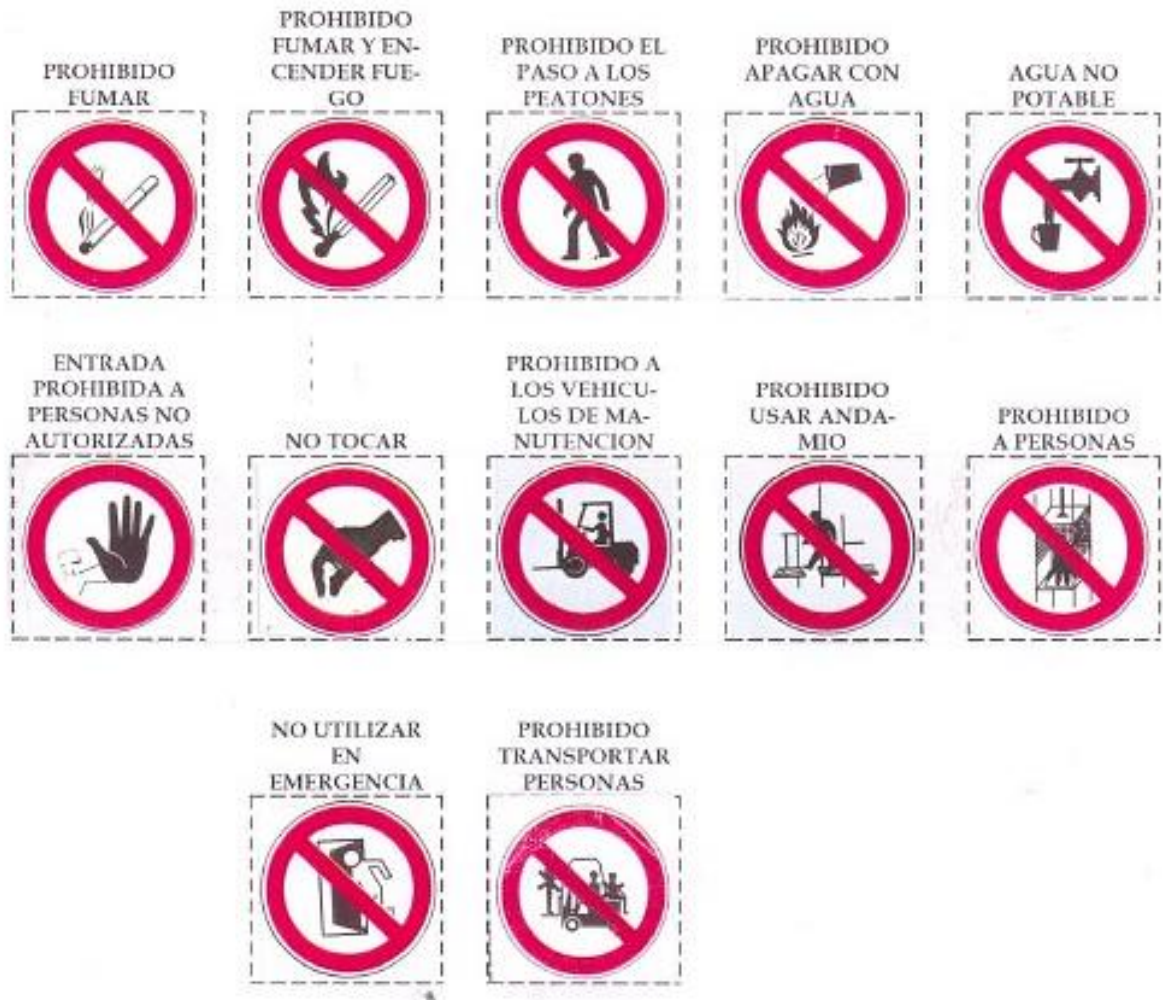 PROHIBIDO
FUMAR
PROHIBIDO
FUMAR Y EN-
CENDER FUE-
GO
PROHIBIDO EL
PASO A LOS
PEATONES
PROHIBIDO
APAGAR CON
AGUA
AGUA NO
POTABLE
ENTRADA
PROHIBIDA A
PERSONAS NO
AUTORIZADAS
NO TOCAR
PROHIBIDO A
LOS VEHICU-
LOS DE MA-
NUTENCION
PROHIBIDO
USAR ANDA-
MIO
PROHIBIDO
A PERSONAS
NO UTILIZAR
EN
EMERGENCIA
PROHIBIDO
TRANSPORTAR
PERSONAS